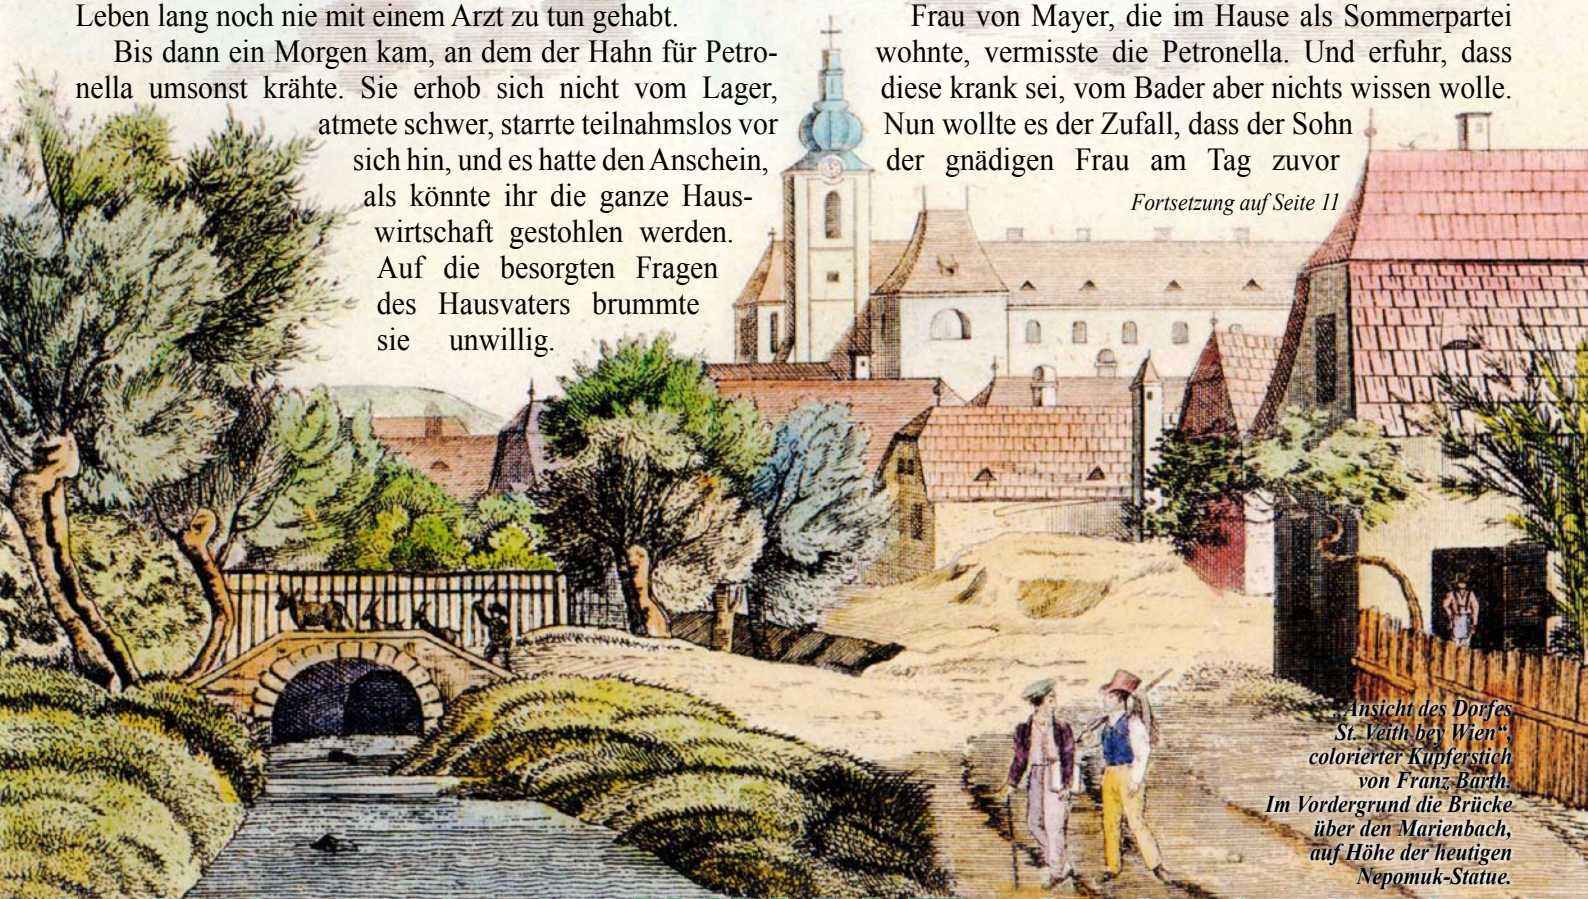 Leben lang noch nie mit einem Arzt zu tun gehabt.
Bis dann ein Morgen kam, an dem der Hahn für Petro-
nella umsonst krähte. Sie erhob sich nicht vom Lager,
atmete schwer, starrte teilnahmslos vor
sich hin, und es hatte den Anschein,
als könnte ihr die ganze Haus-
wirtschaft gestohlen werden.
Auf die besorgten Fragen
des Hausvaters brummte
sie unwillig.
Frau von Mayer, die im Hause als Sommerpartei
wohnte, vermisste die Petronella. Und erfuhr, dass
diese krank sei, vom Bader aber nichts wissen wolle.
Nun wollte es der Zufall, dass der Sohn
der gnädigen Frau am Tag zuvor
Fortsetzung auf Seite 11
„Ansicht des Dorfes
St. Veith bey Wien“,
colorierter Kupferstich
von Franz Barth.
Im Vordergrund die Brücke
über den Marienbach,
auf Höhe der heutigen
Nepomuk-Statue.